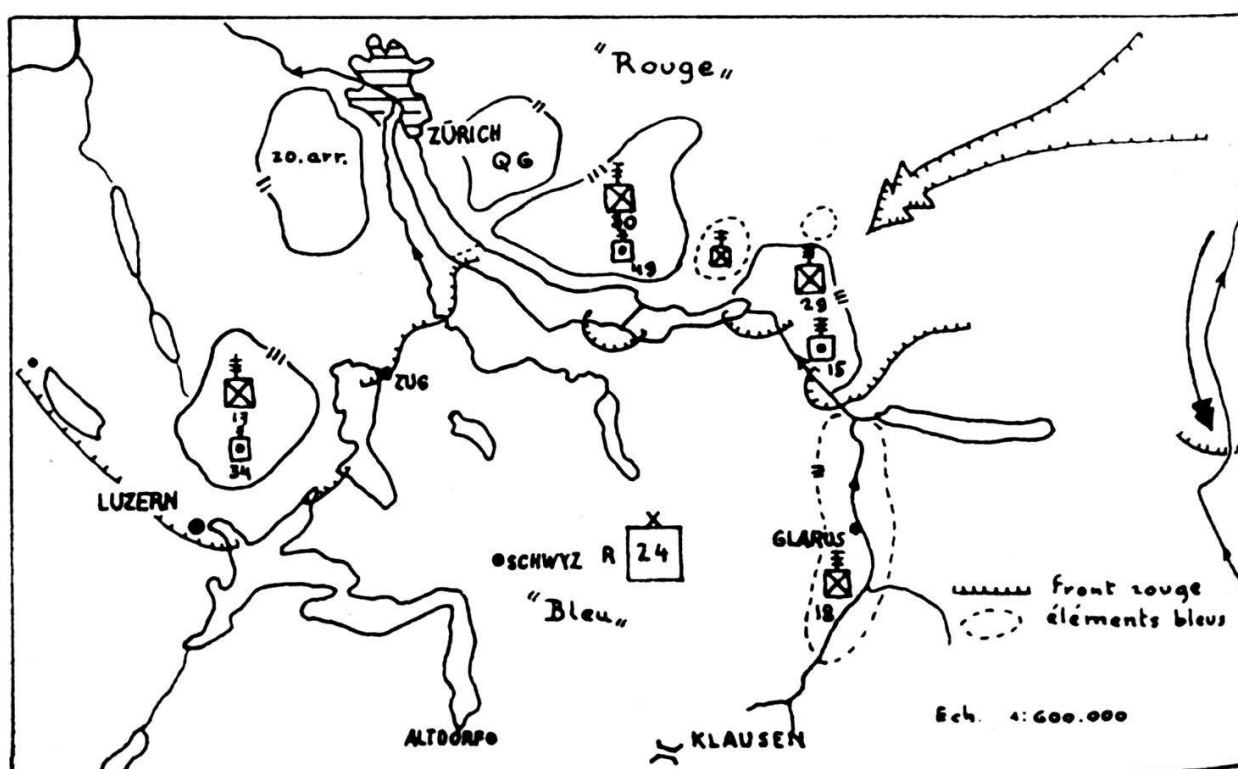 "Rouge„
ZÜRICH
20. arr.
QG
49
29
15
ZUG
13
34
LUZERN
GLARUS
SCHWYZ
R
24
"Bleu„
18
front rouge
éléments bleus
Ech. 1:600.000
ALTDORF
KLAUSEN